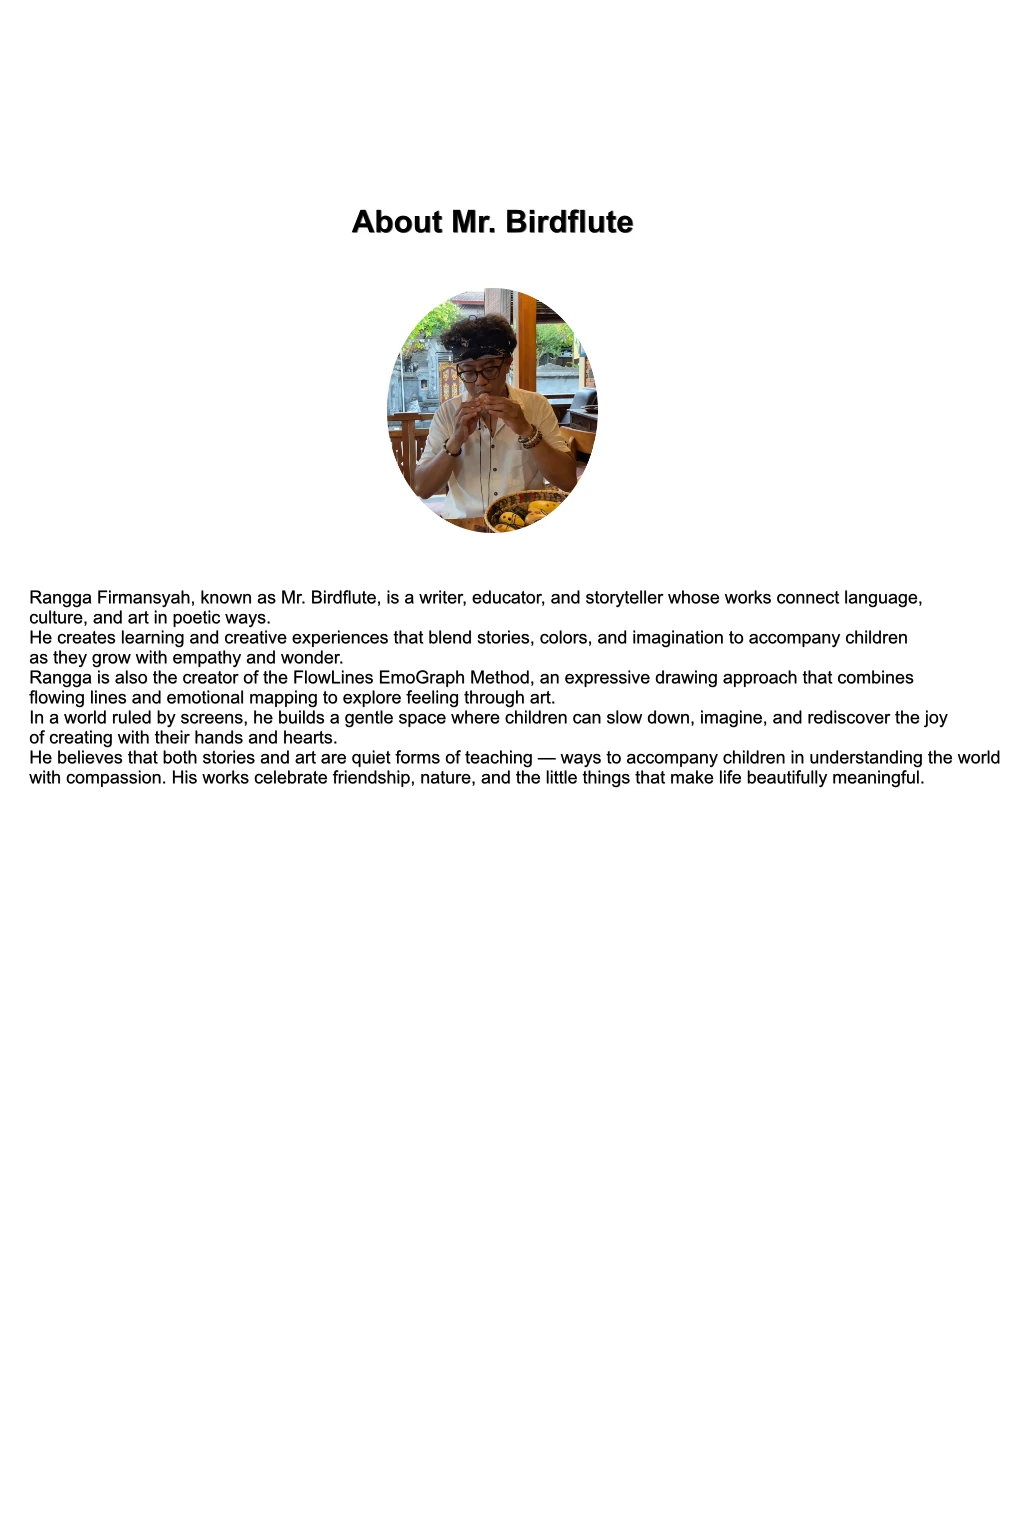 About Mr. Birdflute
Rangga Firmansyah, known as Mr. Birdflute, is a writer, educator, and storyteller whose works connect language,
culture, and art in poetic ways.
He creates learning and creative experiences that blend stories, colors, and imagination to accompany children
as they grow with empathy and wonder.
Rangga is also the creator of the FlowLines EmoGraph Method, an expressive drawing approach that combines
flowing lines and emotional mapping to explore feeling through art.
In a world ruled by screens, he builds a gentle space where children can slow down, imagine, and rediscover the joy
of creating with their hands and hearts.
He believes that both stories and art are quiet forms of teaching — ways to accompany children in understanding the world
with compassion. His works celebrate friendship, nature, and the little things that make life beautifully meaningful.